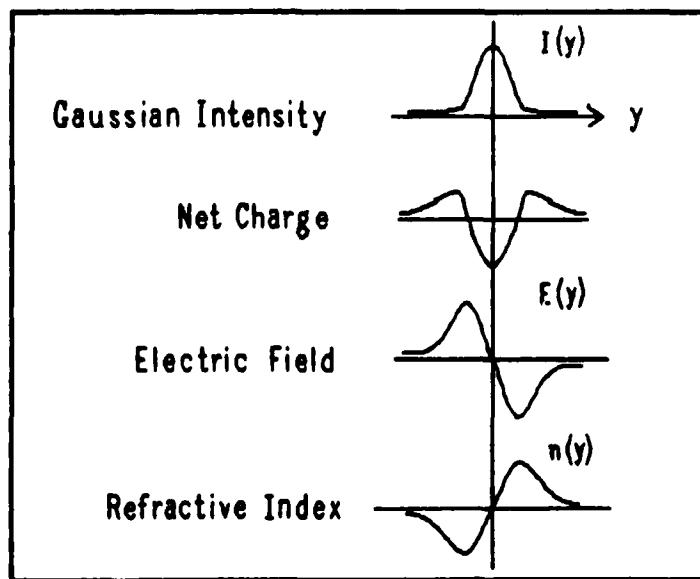 I(y)
Gaussian Intensity
y
Net Charge
E(y)
Electric Field
n(y)
Refractive Index